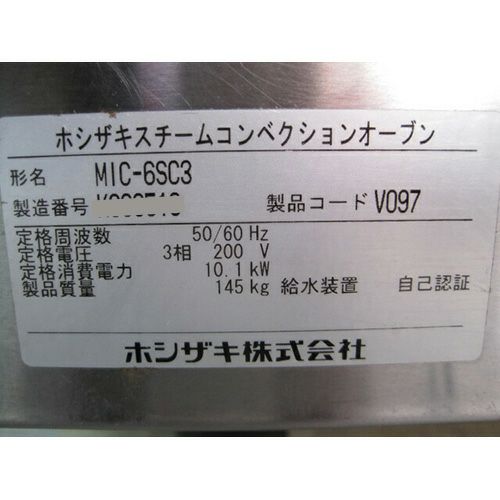 ホシザキスチームコンベクションオーブン
形名 MIC-6SC3
製造番号 製品コード V097
定格周波数 50/60 Hz
定格電圧 3相 200 V
定格消費電力 10.1 kW
製品質量 145 kg 給水装置 自己認証
ホシザキ株式会社